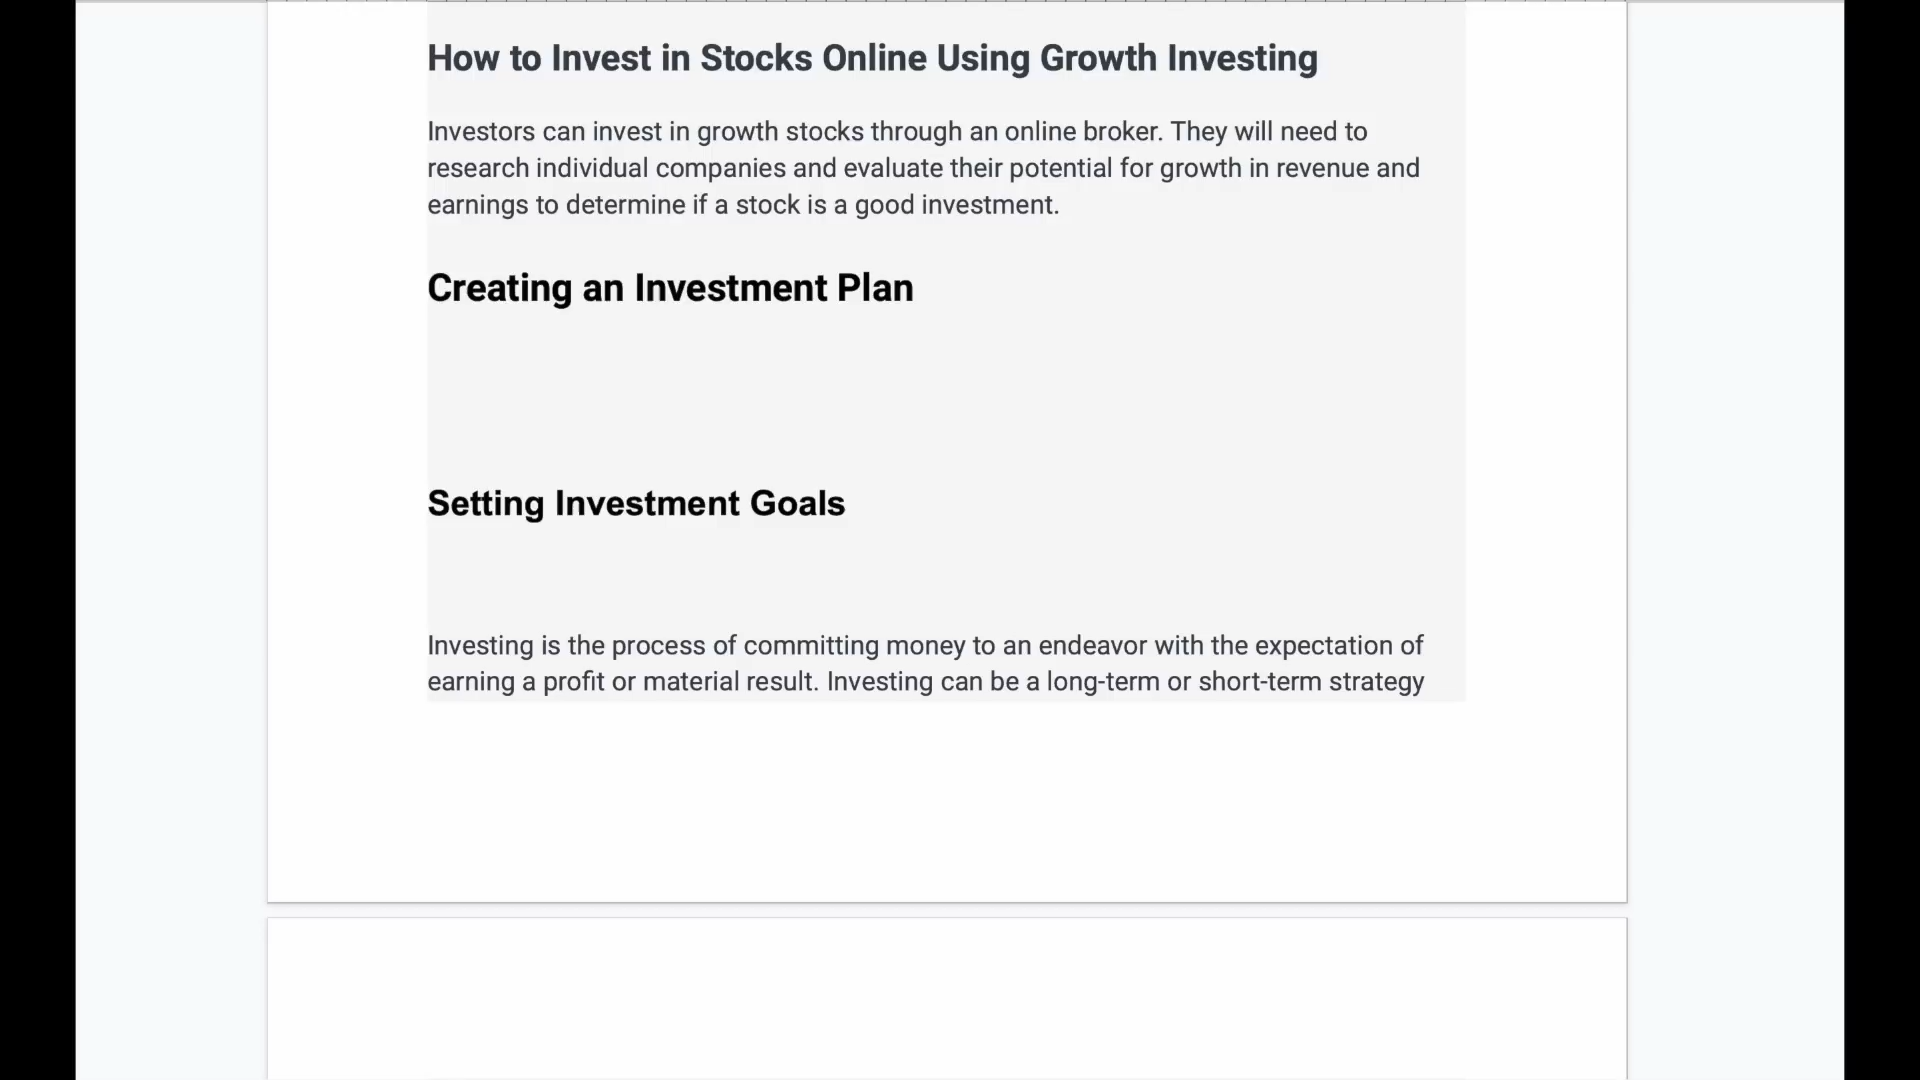 How to Invest in Stocks Online Using Growth Investing
Investors can invest in growth stocks through an online broker. They will need to
research individual companies and evaluate their potential for growth in revenue and
earnings to determine if a stock is a good investment.
Creating an Investment Plan
Setting Investment Goals
Investing is the process of committing money to an endeavor with the expectation of
earning a profit or material result. Investing can be a long-term or short-term strategy